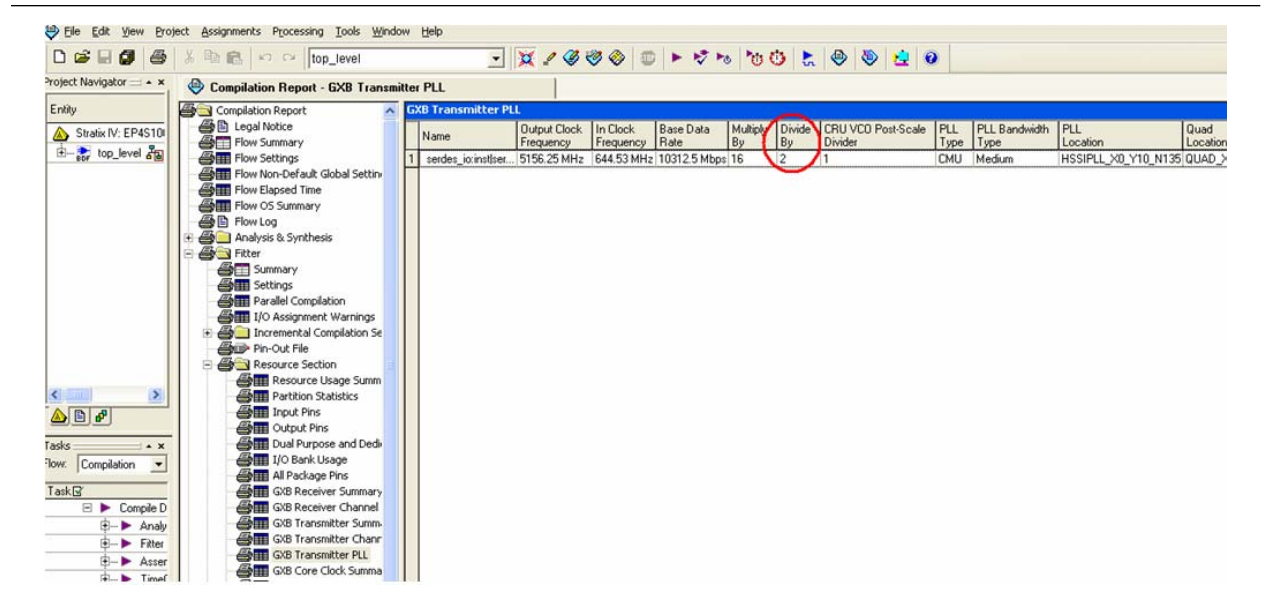 File Edit View Project Assignments Processing Tools Window Help
top_level
Project Navigator
Compilation Report - GXB Transmitter PLL
Entity
Stratix IV: EP4S10
top_level
Compilation Report
Legal Notice
Flow Summary
Flow Settings
Flow Non-Default Global Settin
Flow Elapsed Time
Flow OS Summary
Flow Log
Analysis & Synthesis
Fitter
Summary
Settings
Parallel Compilation
I/O Assignment Warnings
Incremental Compilation Se
Pin-Out File
Resource Section
Resource Usage Summ
Partition Statistics
Input Pins
Output Pins
Dual Purpose and Dedi
I/O Bank Usage
All Package Pins
GXB Receiver Summary
GXB Receiver Channel
GXB Transmitter Summ
GXB Transmitter Chanr
GXB Transmitter PLL
GXB Core Clock Summa
GXB Transmitter PLL
Name Output Clock Frequency In Clock Frequency Base Data Rate Multiply By Divide By CRU VCO Post-Scale Divider PLL Type PLL Bandwidth Type PLL Location Quad Location
1 serdes_io:inst|ser... 5156.25 MHz 644.53 MHz 10312.5 Mbps 16 2 1 CMU Medium HSSIPLL_X0_Y10_N135 QUAD_X
Tasks
Flow: Compilation
Task
Compile D
Analy
Fitter
Asser